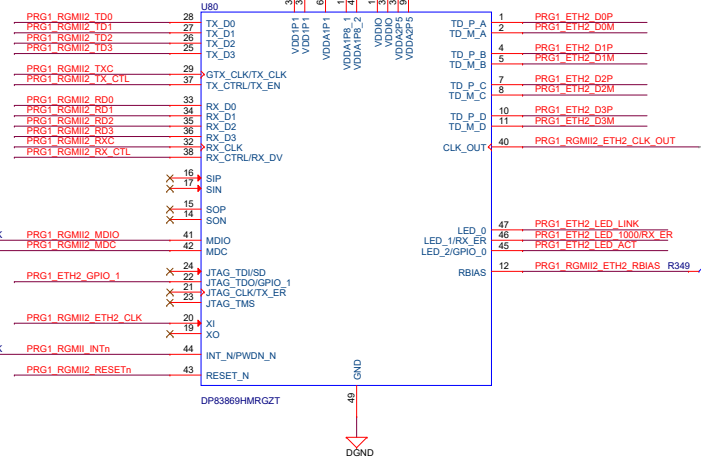 U80
PRG1_RGMII2_TD0 28 TX_D0
PRG1_RGMII2_TD1 27 TX_D1
PRG1_RGMII2_TD2 26 TX_D2
PRG1_RGMII2_TD3 25 TX_D3
PRG1_RGMII2_TXC 29 GTX_CLK/TX_CLK
PRG1_RGMII2_TX_CTL 37 TX_CTRL/TX_EN
PRG1_RGMII2_RD0 33 RX_D0
PRG1_RGMII2_RD1 34 RX_D1
PRG1_RGMII2_RD2 35 RX_D2
PRG1_RGMII2_RD3 36 RX_D3
PRG1_RGMII2_RXC 32 RX_CLK
PRG1_RGMII2_RX_CTL 38 RX_CTRL/RX_DV
16 SIP
17 SIN
15 SOP
14 SON
PRG1_RGMII2_MDIO 41 MDIO
PRG1_RGMII2_MDC 42 MDC
24 JTAG_TDI/SD
PRG1_ETH2_GPIO_1 22 JTAG_TDO/GPIO_1
21 JTAG_CLK/TX_ER
23 JTAG_TMS
PRG1_RGMII2_ETH2_CLK 20 XI
19 XO
PRG1_RGMII_INTn 44 INT_N/PWDN_N
PRG1_RGMII2_RESETn 43 RESET_N
VDD1P1
VDD1P1
VDDA1P1
VDDA1P8_1
VDDA1P8_2
VDDIO
VDDIO
VDDA2P5
VDDA2P5
TD_P_A 1 PRG1_ETH2_D0P
TD_M_A 2 PRG1_ETH2_D0M
TD_P_B 4 PRG1_ETH2_D1P
TD_M_B 5 PRG1_ETH2_D1M
TD_P_C 7 PRG1_ETH2_D2P
TD_M_C 8 PRG1_ETH2_D2M
TD_P_D 10 PRG1_ETH2_D3P
TD_M_D 11 PRG1_ETH2_D3M
CLK_OUT 40 PRG1_RGMII2_ETH2_CLK_OUT
LED_0 47 PRG1_ETH2_LED_LINK
LED_1/RX_ER 46 PRG1_ETH2_LED_1000/RX_ER
LED_2/GPIO_0 45 PRG1_ETH2_LED_ACT
RBIAS 12 PRG1_RGMII2_ETH2_RBIAS R349
GND
49
DP83869HMRGZT
DGND